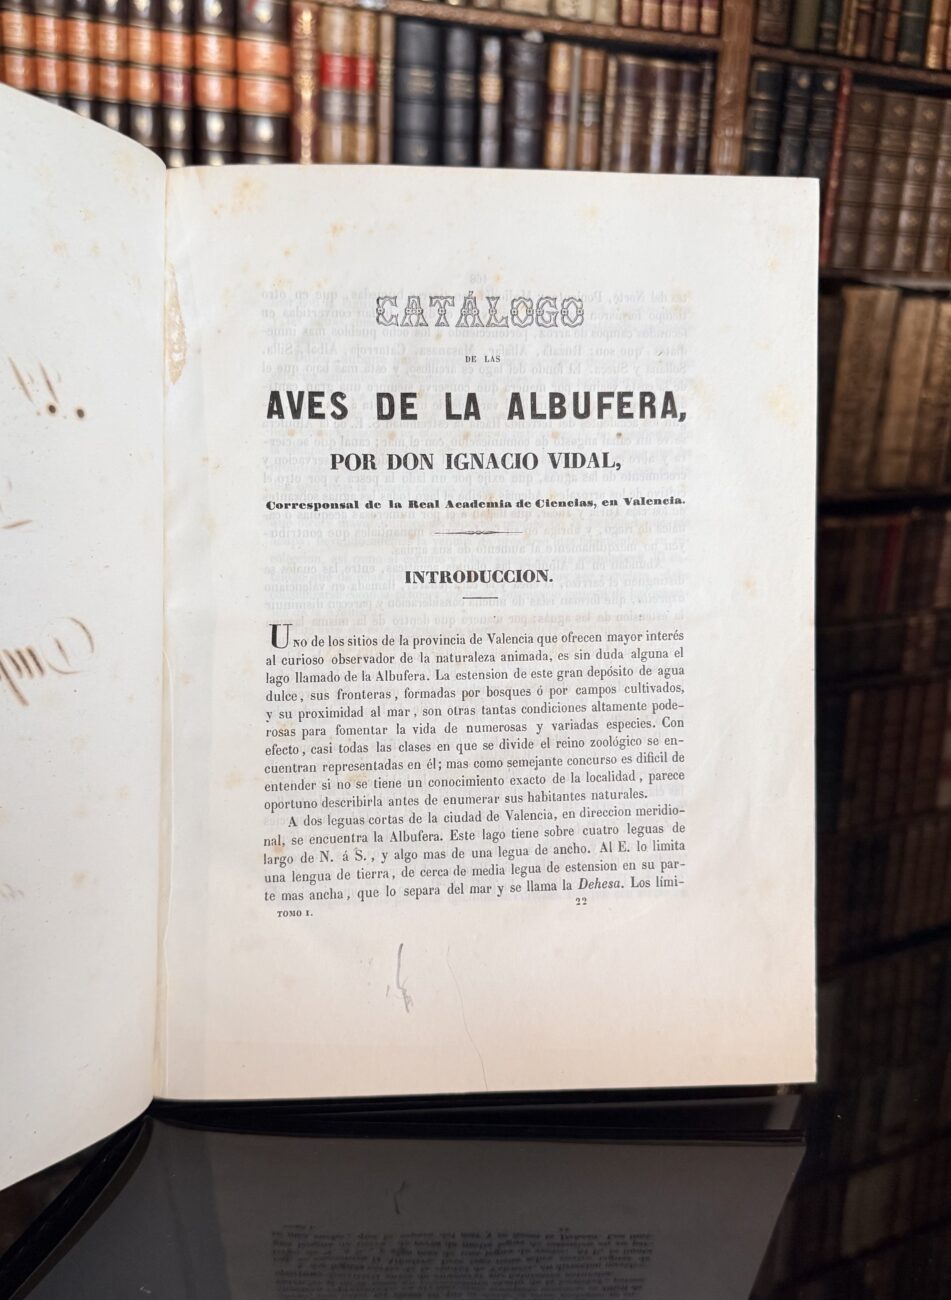 CATÁLOGO
DE LAS
AVES DE LA ALBUFERA,
POR DON IGNACIO VIDAL,
Corresponsal de la Real Academia de Ciencias, en Valencia.
INTRODUCCION.
UNO de los sitios de la provincia de Valencia que ofrecen mayor interés
al curioso observador de la naturaleza animada, es sin duda alguna el
lago llamado de la Albufera. La estension de este gran depósito de agua
dulce, sus fronteras, formadas por bosques ó por campos cultivados,
y su proximidad al mar, son otras tantas condiciones altamente pode-
rosas para fomentar la vida de numerosas y variadas especies. Con
efecto, casi todas las clases en que se divide el reino zoológico se en-
cuentran representadas en él; mas como semejante concurso es dificil de
entender si no se tiene un conocimiento exacto de la localidad, parece
oportuno describirla antes de enumerar sus habitantes naturales.
A dos leguas cortas de la ciudad de Valencia, en direccion meridio-
nal, se encuentra la Albufera. Este lago tiene sobre cuatro leguas de
largo de N. á S., y algo mas de una legua de ancho. Al E. lo limita
una lengua de tierra, de cerca de media legua de estension en su par-
te mas ancha, que lo separa del mar y se llama la Dehesa. Los lími-
TOMO I. 22